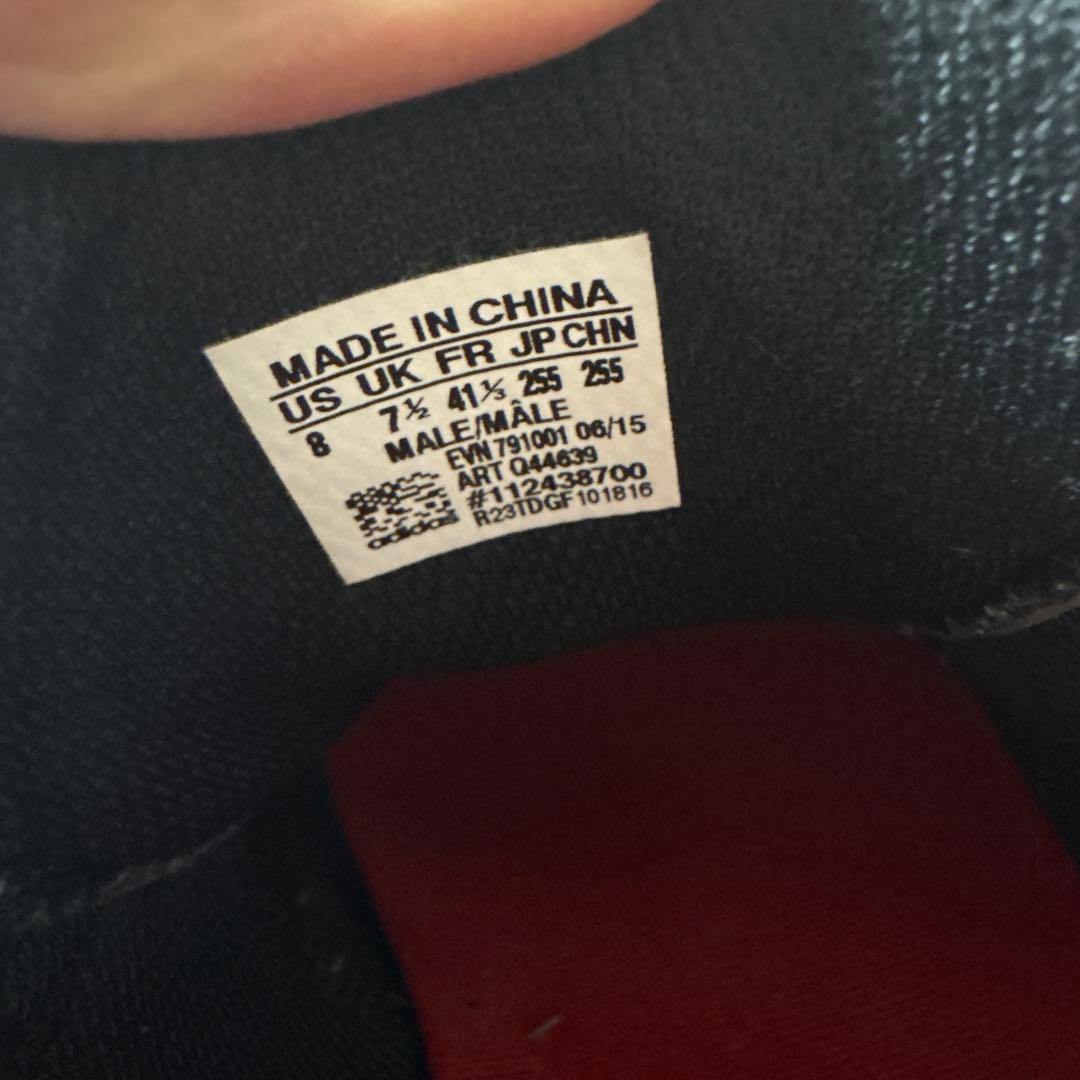 MADE IN CHINA
US UK FR JP CHN
8 7½ 41⅓ 255 255
MALE/MÂLE
EVN 791001 06/15
ART Q44639
#112438700
R23TDGF101816
adidas